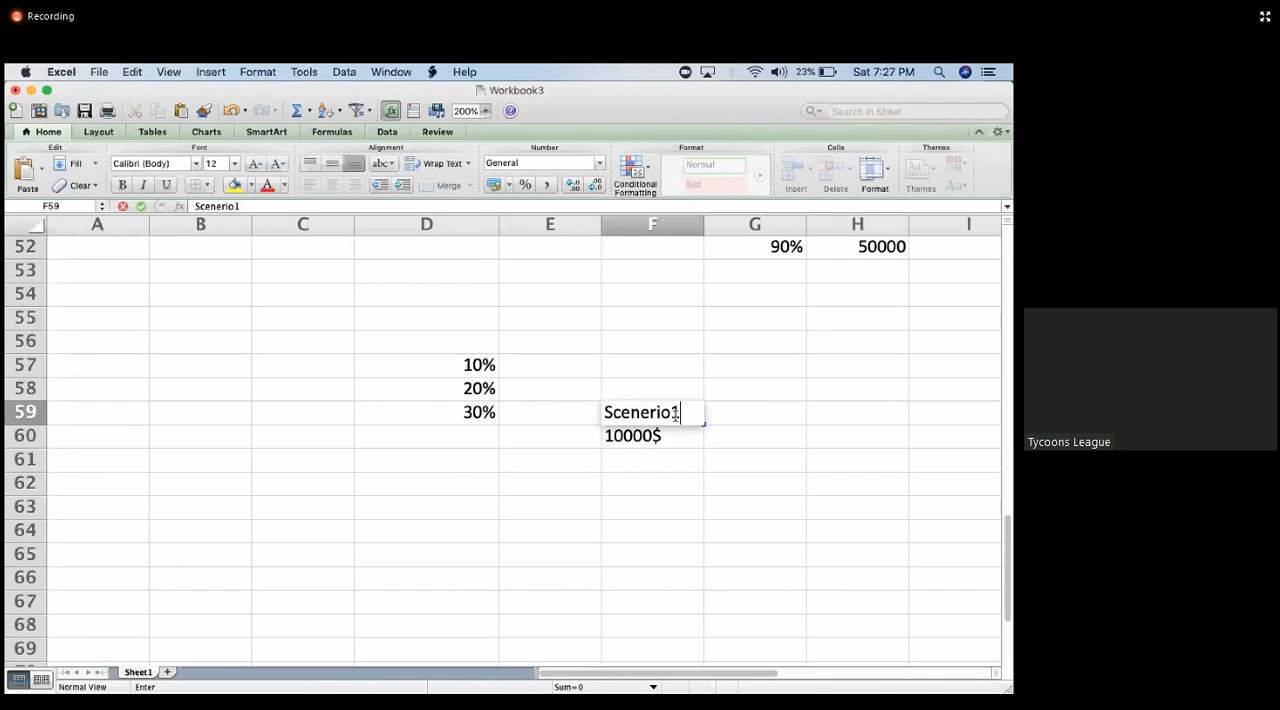 Recording
Excel File Edit View Insert Format Tools Data Window Help 23% Sat 7:27 PM
Workbook3
200% Search in Sheet
Home Layout Tables Charts SmartArt Formulas Data Review
Edit Font Alignment Number Format Cells Themes
Fill Calibri (Body) 12 abc Wrap Text General Normal
Paste Clear B I U A Merge % Bad Conditional Formatting Insert Delete Format Themes Aa
F59 fx Scenerio1
A B C D E F G H I
52 90% 50000
53
54
55
56
57 10%
58 20%
59 30% Scenerio1
60 10000$
61
62
63
64
65
66
67
68
69
Tycoons League
Sheet1
Normal View Enter Sum=0